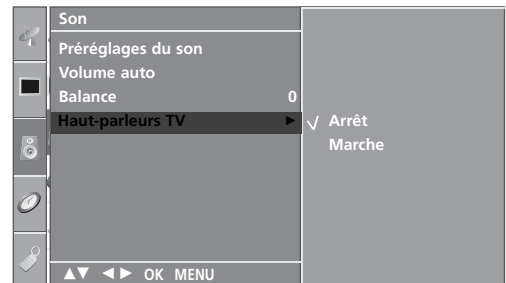 Son
Préréglages du son
Volume auto
Balance 0
Haut-parleurs TV ►
√ Arrêt
Marche
▲▼ ◄► OK MENU